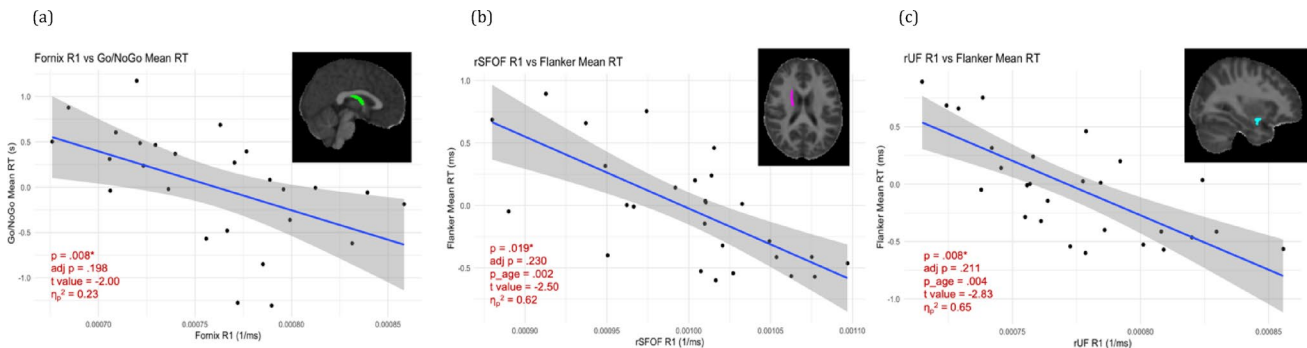 (a)
Fornix R1 vs Go/NoGo Mean RT
Go/NoGo Mean RT (s)
1.0
0.5
0.0
-0.5
-1.0
p = .008*
adj p = .198
t value = -2.00
ηp² = 0.23
0.00070
0.00075
0.00080
0.00085
Fornix R1 (1/ms)
(b)
rSFOF R1 vs Flanker Mean RT
Flanker Mean RT (ms)
1.0
0.5
0.0
-0.5
p = .019*
adj p = .230
p_age = .002
t value = -2.50
ηp² = 0.62
0.00090
0.00095
0.00100
0.00105
0.00110
rSFOF R1 (1/ms)
(c)
rUF R1 vs Flanker Mean RT
Flanker Mean RT (ms)
1.0
0.5
0.0
-0.5
-1.0
p = .008*
adj p = .211
p_age = .004
t value = -2.83
ηp² = 0.65
0.00075
0.00080
0.00085
rUF R1 (1/ms)